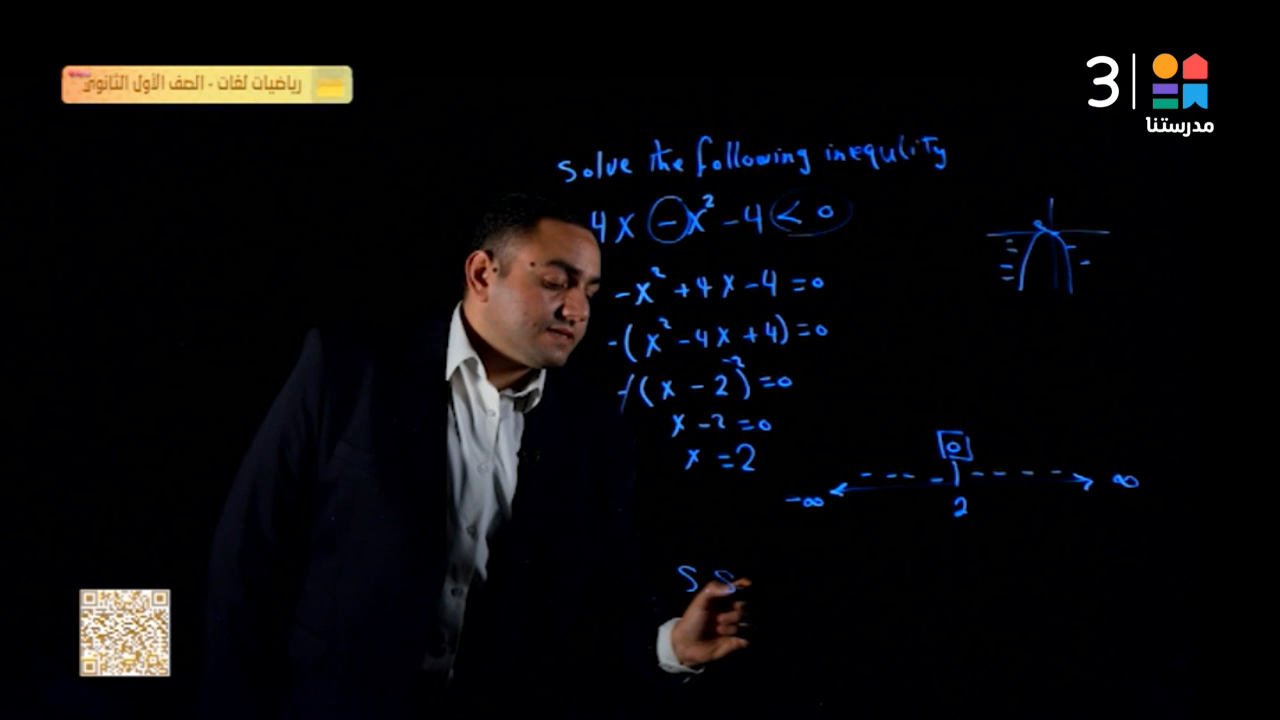 3
مدرستنا
رياضيات لغات - الصف الأول الثانوي
Solve the following inequlity
4x - x² - 4 < 0
-x² + 4x - 4 = 0
-(x² - 4x + 4) = 0
-(x - 2)² = 0
x - 2 = 0
x = 2
0
- - - - - - - -
-∞ 2 ∞
S S